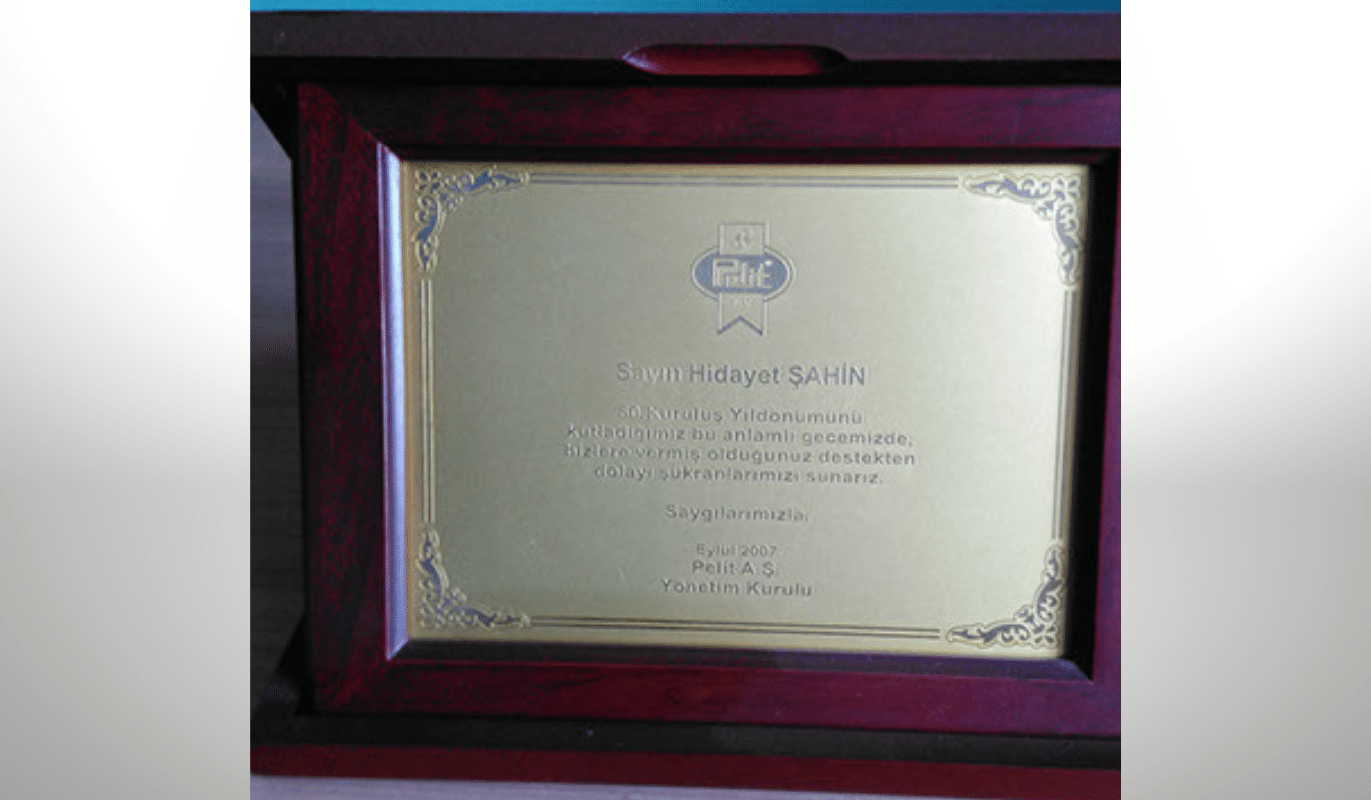 Pelit
Sayın Hidayet ŞAHİN
50.Kuruluş Yıldönümünü
kutladığımız bu anlamlı gecemizde,
Bizlere vermiş olduğunuz destekten
dolayı şükranlarımızı sunarız.
Saygılarımızla,
Eylül 2007
Pelit A.Ş.
Yönetim Kurulu